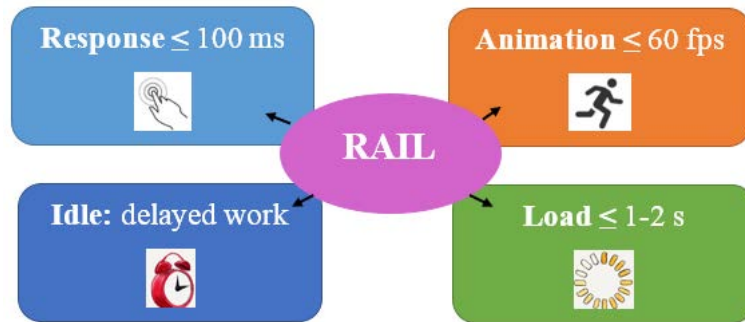 Response ≤ 100 ms
Animation ≤ 60 fps
RAIL
Idle: delayed work
Load ≤ 1-2 s